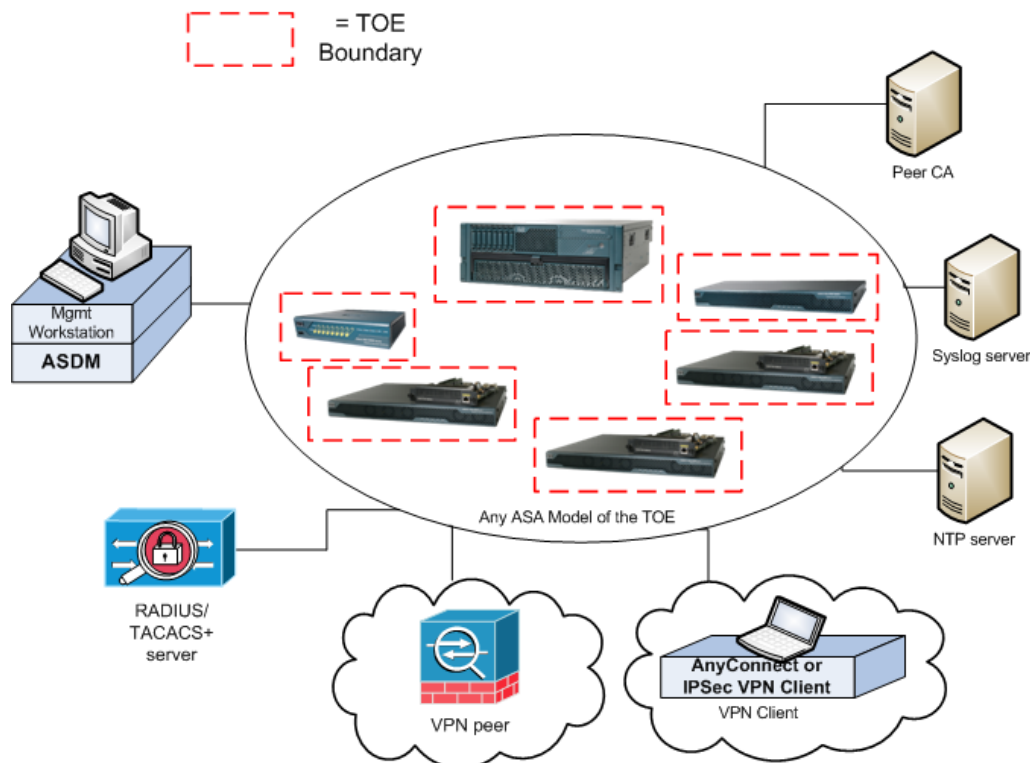 = TOE
Boundary
Peer CA
Mgmt
Workstation
ASDM
Syslog server
Any ASA Model of the TOE
NTP server
RADIUS/
TACACS+
server
VPN peer
AnyConnect or
IPSec VPN Client
VPN Client